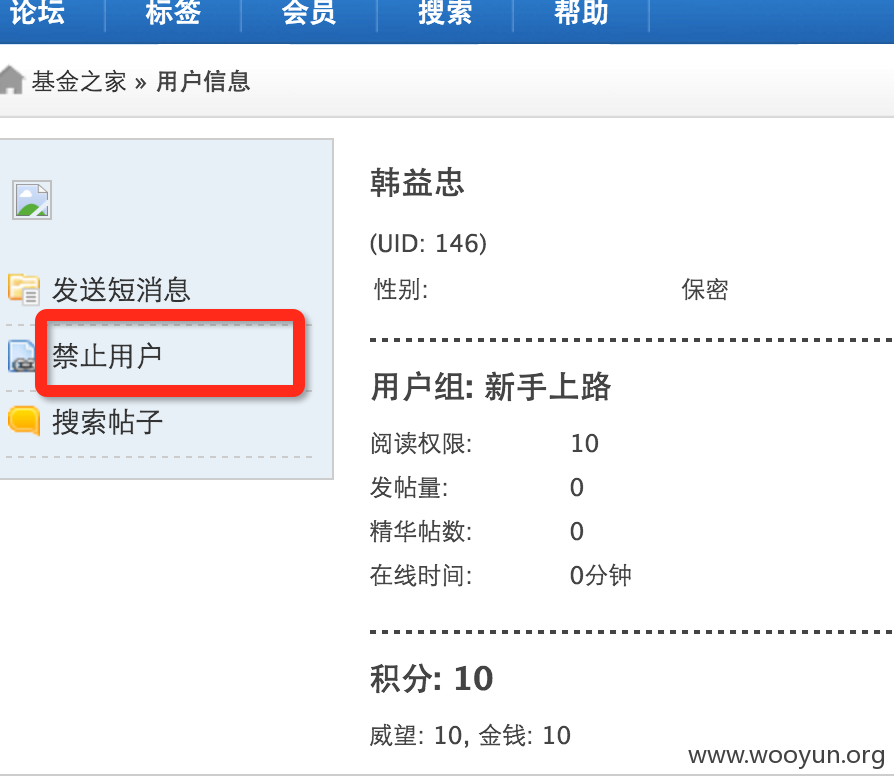 论坛 标签 会员 搜索 帮助
基金之家 » 用户信息
发送短消息
禁止用户
搜索帖子
韩益忠
(UID: 146)
性别: 保密
用户组: 新手上路
阅读权限: 10
发帖量: 0
精华帖数: 0
在线时间: 0分钟
积分: 10
威望: 10, 金钱: 10
www.wooyun.org